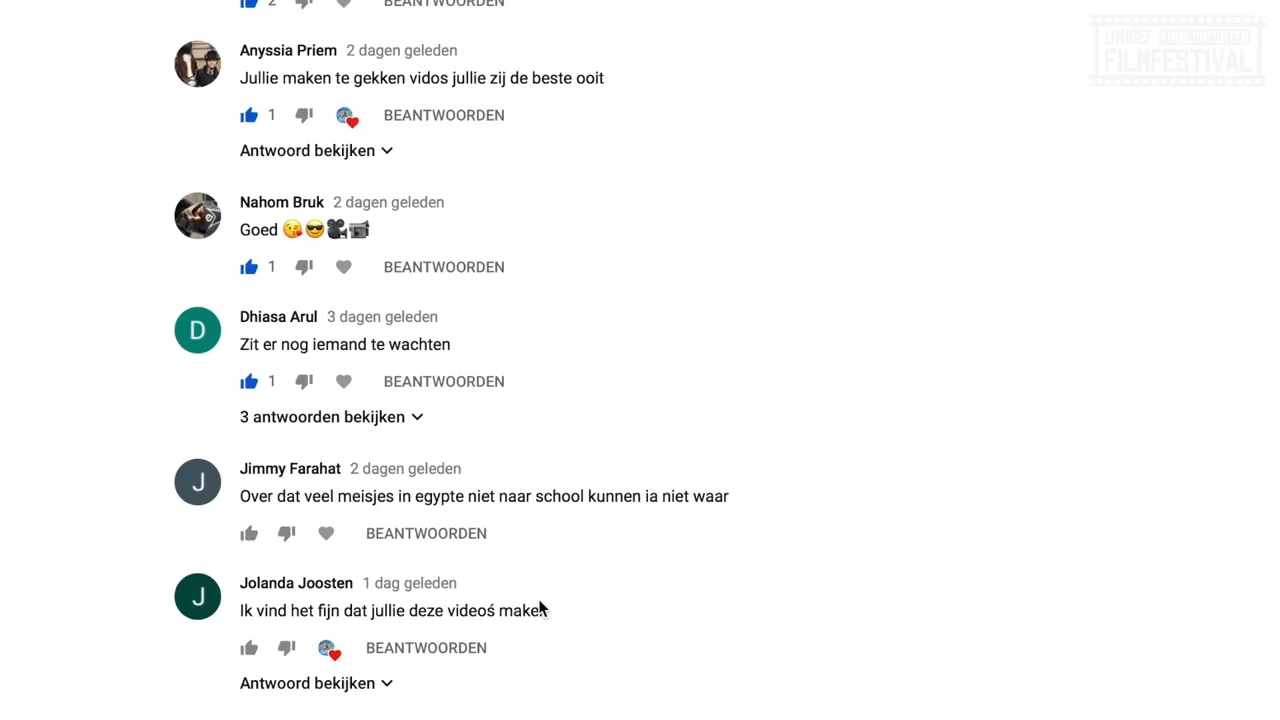 2 BEANTWOORDEN
UNICEF
FILMFESTIVAL
Anyssia Priem 2 dagen geleden
Jullie maken te gekken vidos jullie zij de beste ooit
1 BEANTWOORDEN
Antwoord bekijken
Nahom Bruk 2 dagen geleden
Goed 😘😎🎥📹
1 BEANTWOORDEN
D
Dhiasa Arul 3 dagen geleden
Zit er nog iemand te wachten
1 BEANTWOORDEN
3 antwoorden bekijken
J
Jimmy Farahat 2 dagen geleden
Over dat veel meisjes in egypte niet naar school kunnen ia niet waar
BEANTWOORDEN
J
Jolanda Joosten 1 dag geleden
Ik vind het fijn dat jullie deze videoś maken
BEANTWOORDEN
Antwoord bekijken